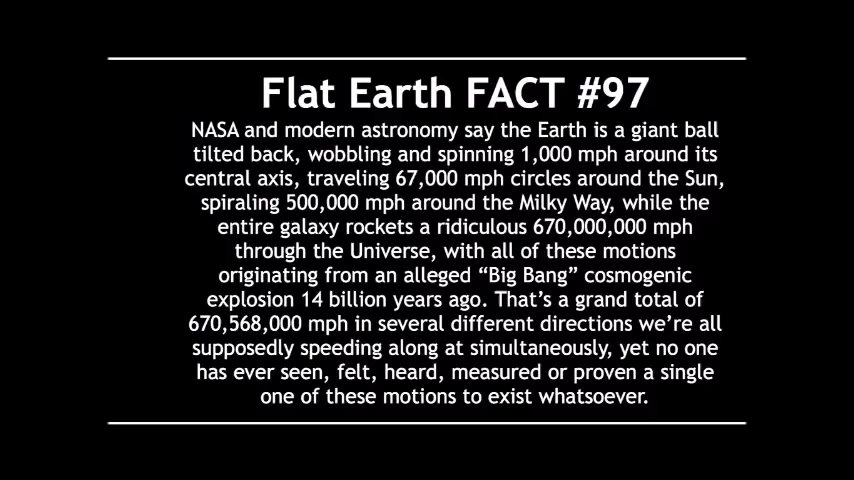 Flat Earth FACT #97
NASA and modern astronomy say the Earth is a giant ball
tilted back, wobbling and spinning 1,000 mph around its
central axis, traveling 67,000 mph circles around the Sun,
spiraling 500,000 mph around the Milky Way, while the
entire galaxy rockets a ridiculous 670,000,000 mph
through the Universe, with all of these motions
originating from an alleged “Big Bang” cosmogenic
explosion 14 billion years ago. That’s a grand total of
670,568,000 mph in several different directions we’re all
supposedly speeding along at simultaneously, yet no one
has ever seen, felt, heard, measured or proven a single
one of these motions to exist whatsoever.